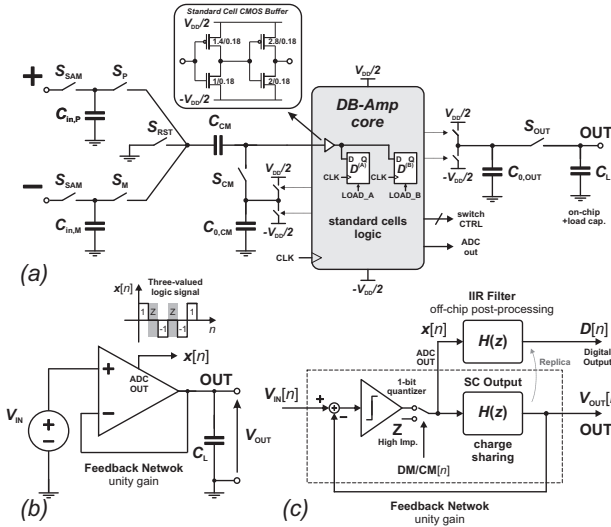 Standard Cell CMOS Buffer
VDD/2
1.4/0.18
2.8/0.18
1/0.18
2/0.18
-VDD/2
+
SSAM
SP
Cin,P
SRST
CCM
SCM
VDD/2
-VDD/2
C0,CM
−
SSAM
SM
Cin,M
CLK
VDD/2
DB-Amp
core
D Q
D(A)
CLK
LOAD_A
D Q
D(B)
CLK
LOAD_B
standard cells
logic
-VDD/2
VDD/2
-VDD/2
SOUT
OUT
C0,OUT
CL
on-chip
+load cap.
switch
CTRL
ADC
out
(a)
Three-valued
logic signal
x[n]
1 Z Z 1
-1 -1
n
x[n]
+
−
ADC
OUT
OUT
VIN
+
−
CL
VOUT
Feedback Netwok
unity gain
(b)
IIR Filter
off-chip post-processing
x[n]
H(z)
D[n]
Digital
Output
ADC
OUT
Replica
VIN[n]
+
−
1-bit
quantizer
SC Output
H(z)
VOUT[n
OUT
Z
High Imp.
charge
sharing
DM/CM[n]
Feedback Netwok
unity gain
(c)